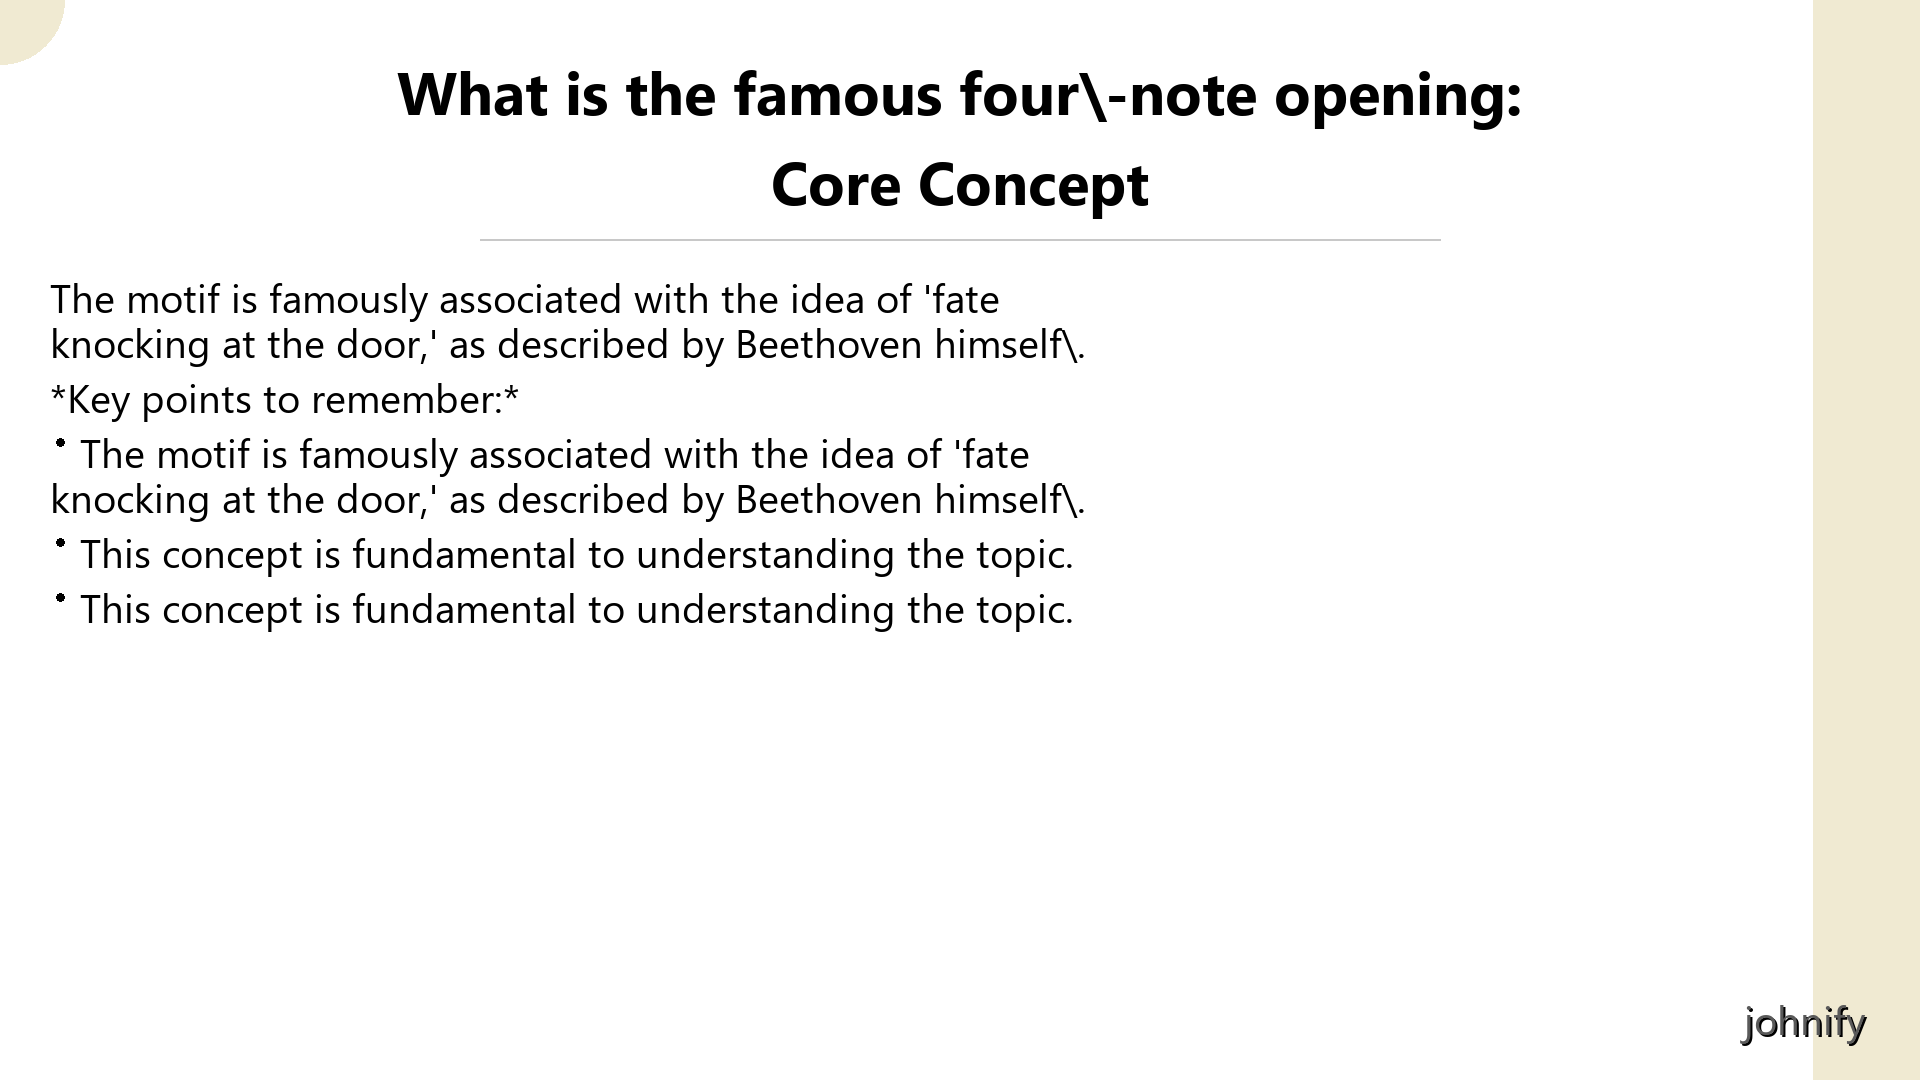 What is the famous four\-note opening:
Core Concept
The motif is famously associated with the idea of 'fate
knocking at the door,' as described by Beethoven himself\.
*Key points to remember:*
• The motif is famously associated with the idea of 'fate
knocking at the door,' as described by Beethoven himself\.
• This concept is fundamental to understanding the topic.
• This concept is fundamental to understanding the topic.
johnify